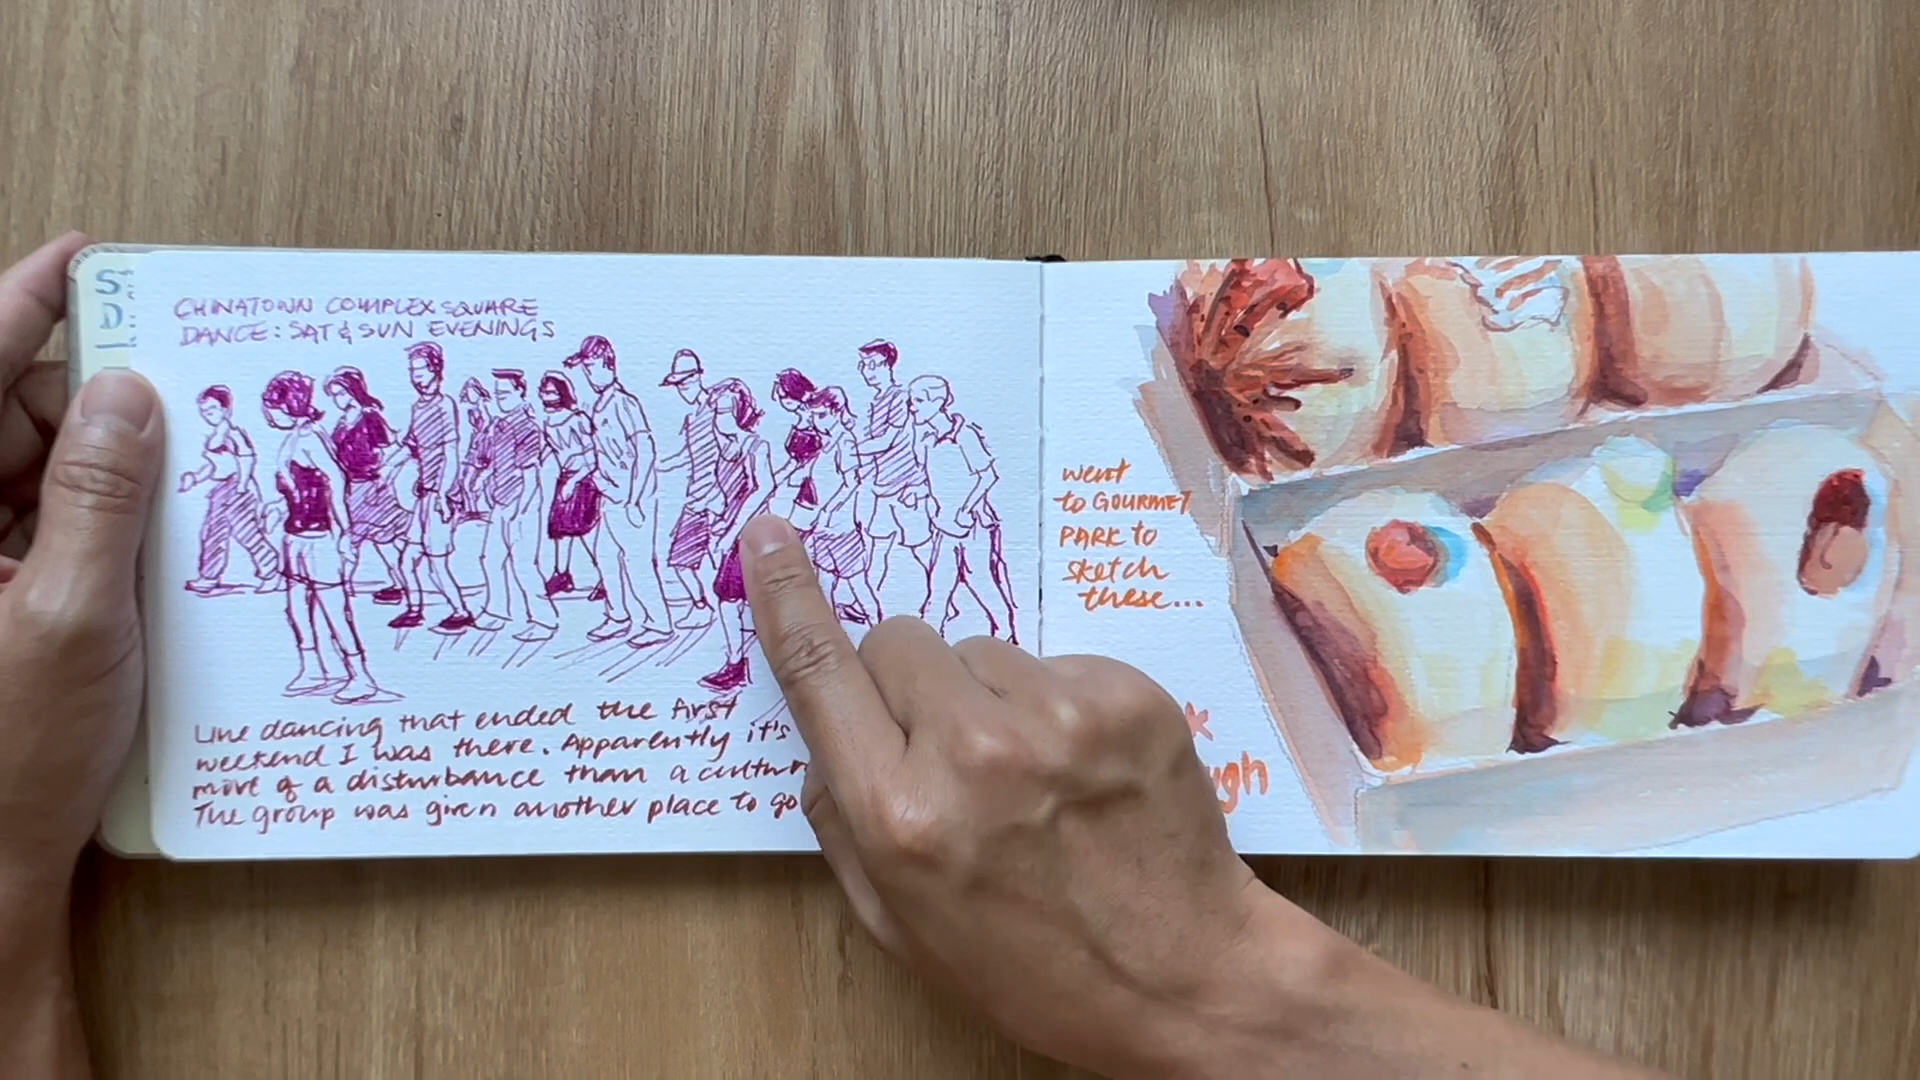 CHINATOWN COMPLEX SQUARE
DANCE: SAT & SUN EVENINGS
Line dancing that ended the first
weekend I was there. Apparently it's
more of a disturbance than a
The group was given another place to go
went
to GOURMET
PARK to
sketch
these...